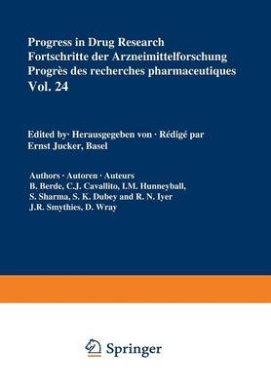 Progress in Drug Research
Fortschritte der Arzneimittelforschung
Progrès des recherches pharmaceutiques
Vol. 24
Edited by· Herausgegeben von · Rédigé par
Ernst Jucker, Basel
Authors · Autoren · Auteurs
B. Berde, C.J. Cavallito, I.M. Hunneyball,
S. Sharma, S. K. Dubey and R. N. Iyer
J.R. Smythies, D. Wray
Springer